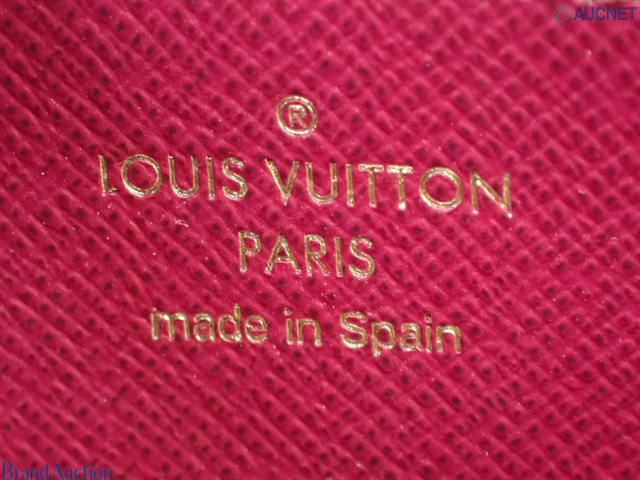 AUCNET
®
LOUIS VUITTON
PARIS
made in Spain
Brand Auction